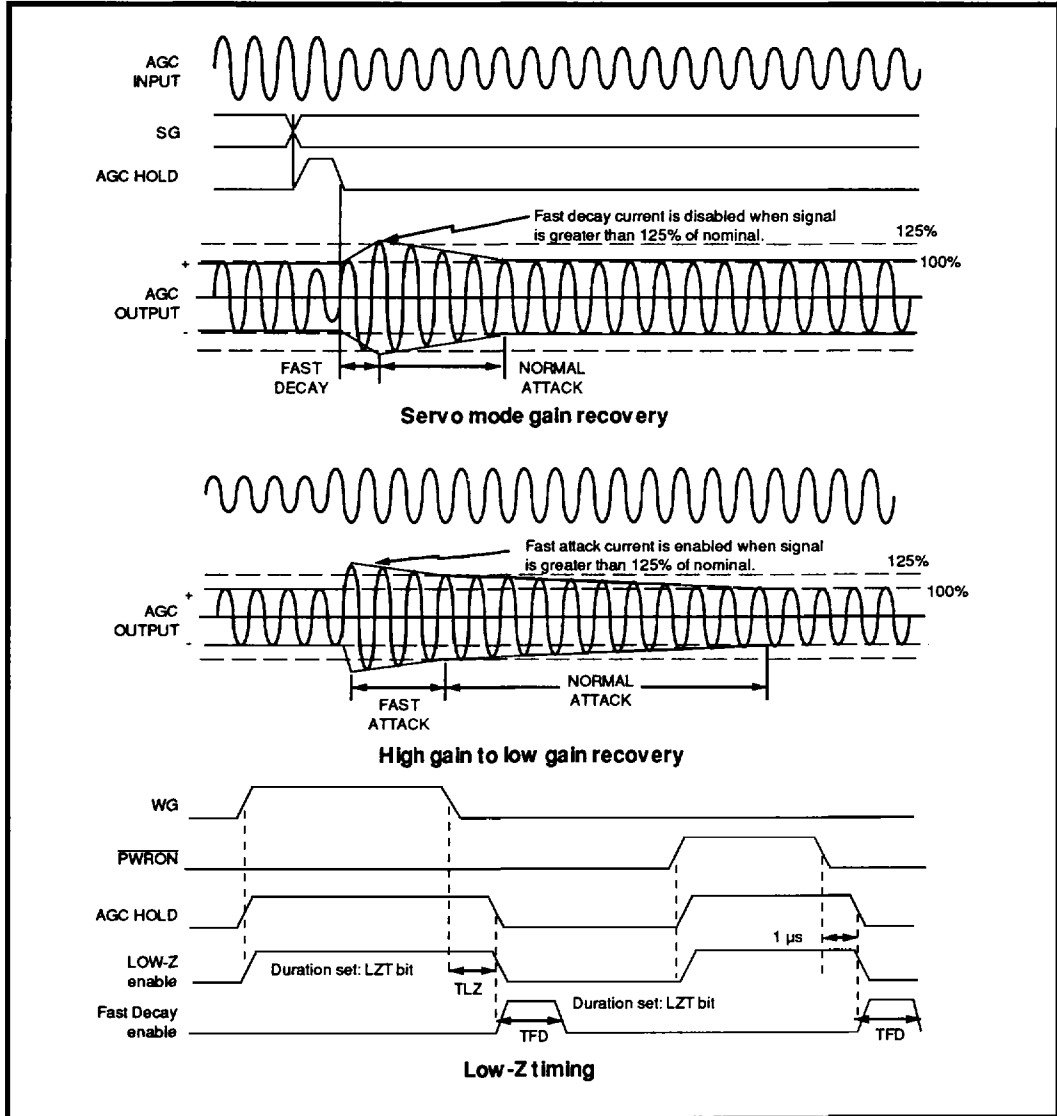 AGC
INPUT
SG
AGC HOLD
Fast decay current is disabled when signal
is greater than 125% of nominal.
125%
100%
+
AGC
OUTPUT
-
FAST
DECAY
NORMAL
ATTACK
Servo mode gain recovery
Fast attack current is enabled when signal
is greater than 125% of nominal.
125%
100%
+
AGC
OUTPUT
-
FAST
ATTACK
NORMAL
ATTACK
High gain to low gain recovery
WG
PWRON
AGC HOLD
1 µs
LOW-Z
enable
Duration set: LZT bit
TLZ
Duration set: LZT bit
Fast Decay
enable
TFD
TFD
Low-Z timing